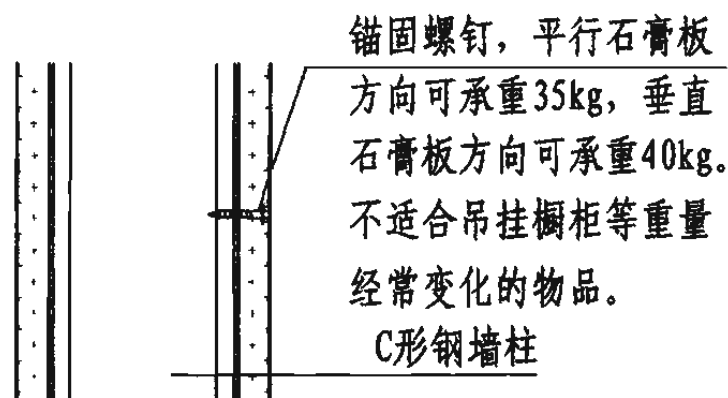 锚固螺钉，平行石膏板
方向可承重35kg，垂直
石膏板方向可承重40kg。
不适合吊挂橱柜等重量
经常变化的物品。
C形钢墙柱